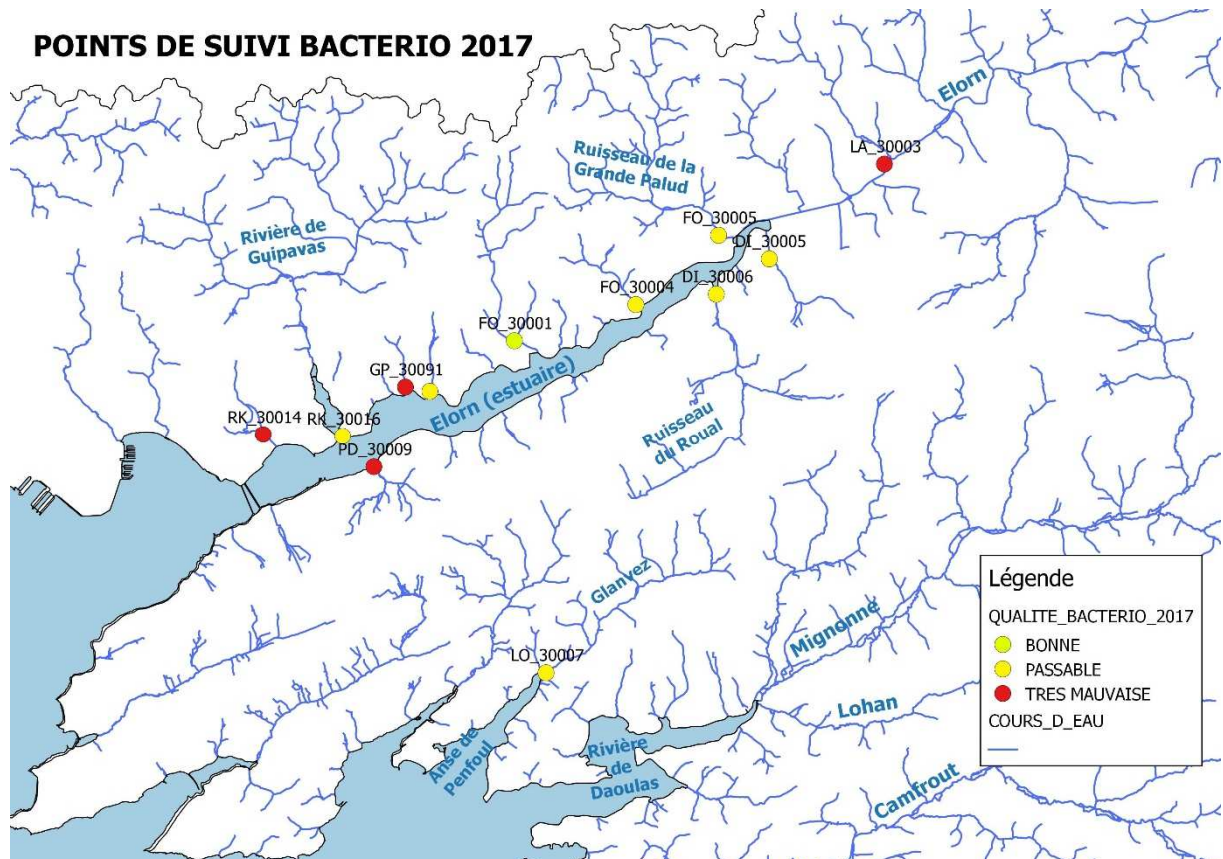 POINTS DE SUIVI BACTERIO 2017
Elorn
LA_30003
Ruisseau de la
Grande Palud
FO_30005
Rivière de
Guipavas
OI_30005
DI_30006
FO_30004
FO_30001
GP_30091
Elorn (estuaire)
RK_30014
RK_30016
PD_30009
Ruisseau
du Roual
Glanvez
LO_30007
Mignonne
Lohan
Anse de
Penfoul
Rivière
de
Daoulas
Camfrout
Légende
QUALITE_BACTERIO_2017
BONNE
PASSABLE
TRES MAUVAISE
COURS_D_EAU